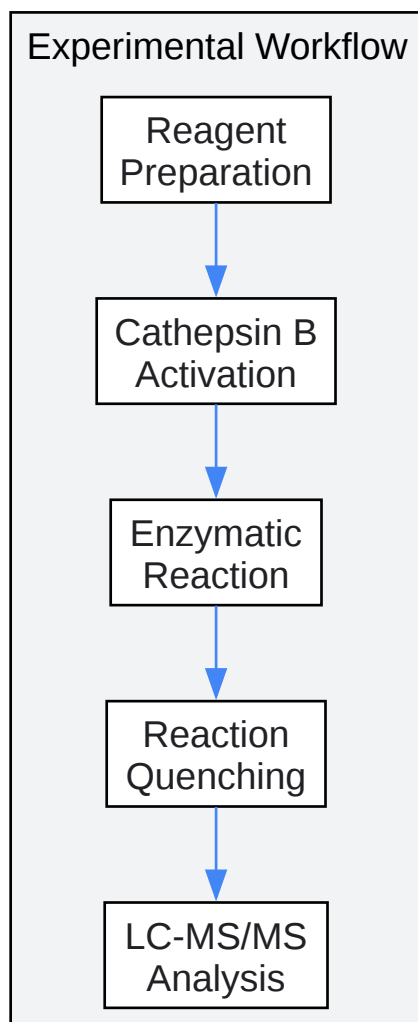 Experimental Workflow
Reagent
Preparation
Cathepsin B
Activation
Enzymatic
Reaction
Reaction
Quenching
LC-MS/MS
Analysis